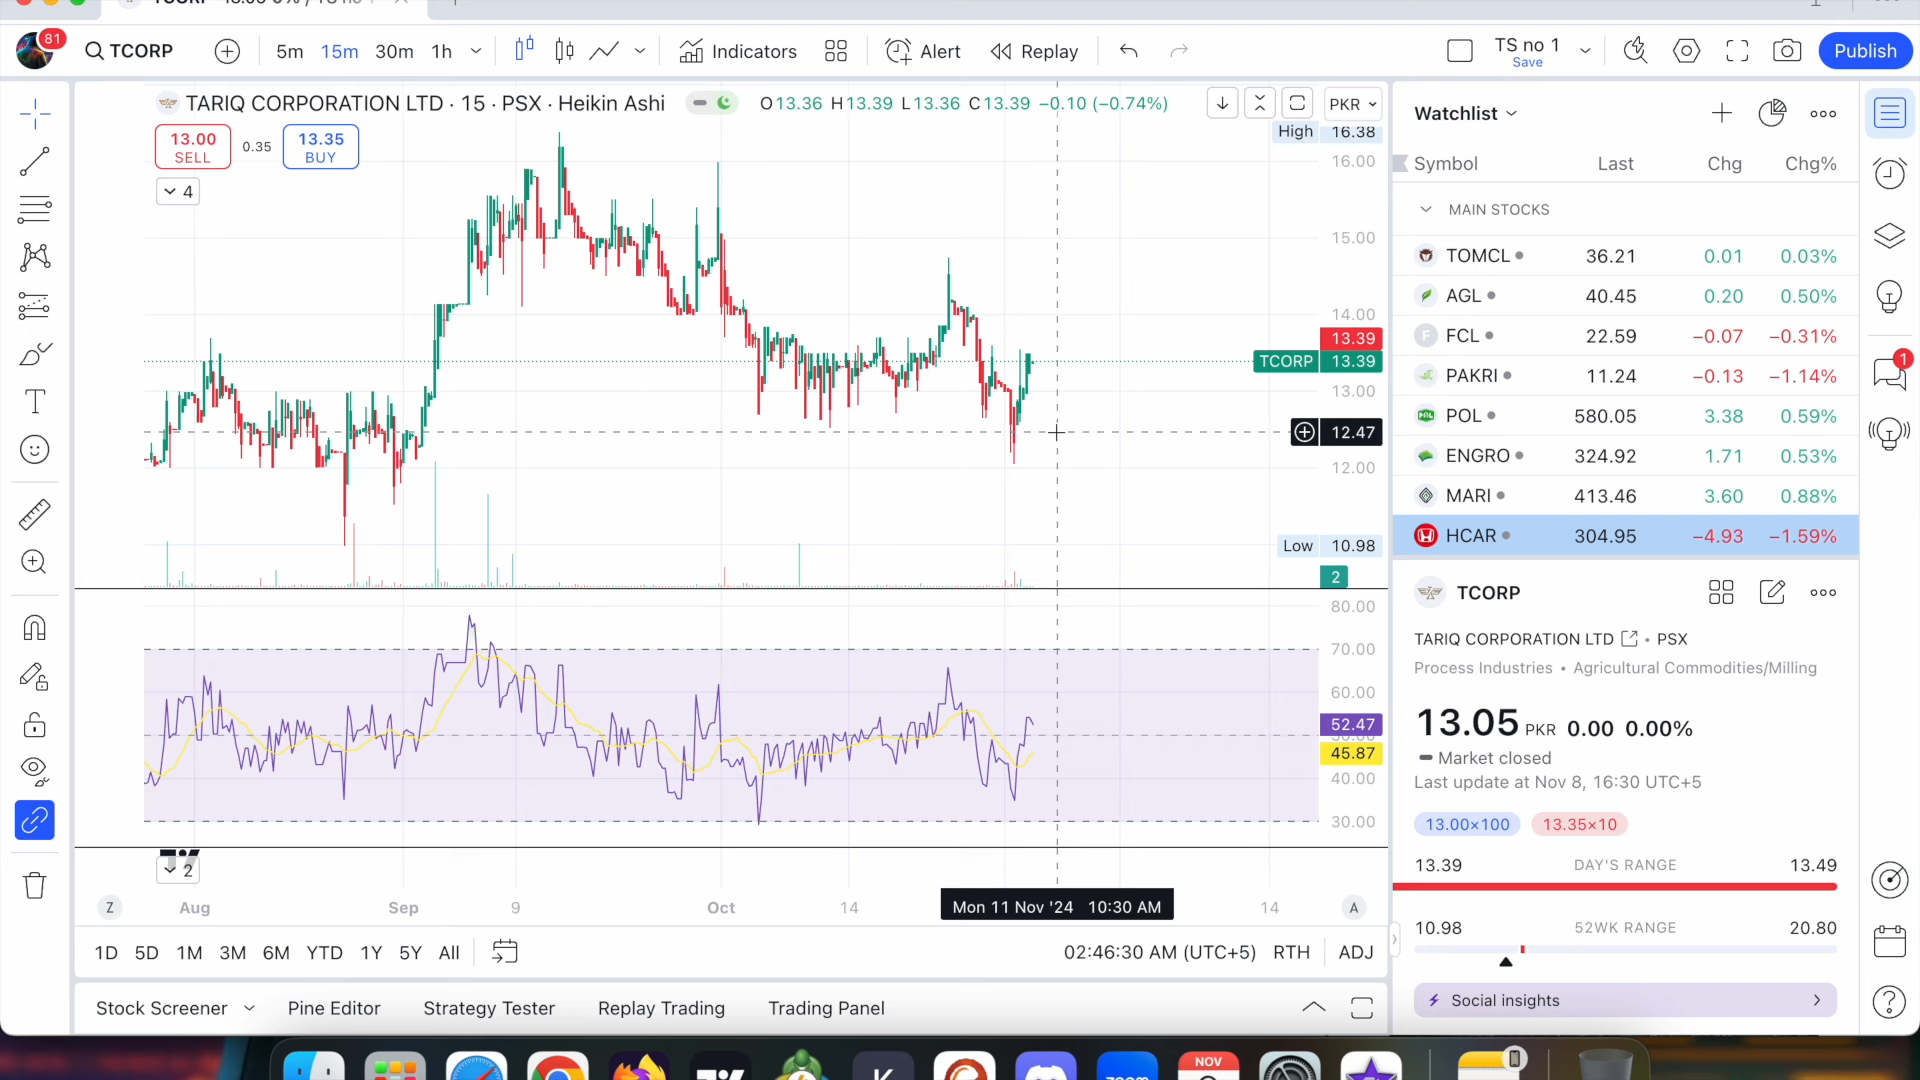 81
TCORP
5m 15m 30m 1h
Indicators
Alert
Replay
TS no 1
Save
Publish
TARIQ CORPORATION LTD · 15 · PSX · Heikin Ashi
O13.36 H13.39 L13.36 C13.39 −0.10 (−0.74%)
PKR
13.00
SELL
0.35
13.35
BUY
4
High 16.38
16.00
15.00
14.00
13.39
TCORP 13.39
13.00
12.47
12.00
Low 10.98
2
80.00
70.00
60.00
52.47
45.87
40.00
30.00
2
Z
Aug
Sep
9
Oct
14
Mon 11 Nov '24 10:30 AM
14
A
1D 5D 1M 3M 6M YTD 1Y 5Y All
02:46:30 AM (UTC+5) RTH ADJ
Stock Screener Pine Editor Strategy Tester Replay Trading Trading Panel
Watchlist
Symbol Last Chg Chg%
MAIN STOCKS
TOMCL 36.21 0.01 0.03%
AGL 40.45 0.20 0.50%
F FCL 22.59 −0.07 −0.31%
PAKRI 11.24 −0.13 −1.14%
POL 580.05 3.38 0.59%
ENGRO 324.92 1.71 0.53%
MARI 413.46 3.60 0.88%
HCAR 304.95 −4.93 −1.59%
1
TCORP
TARIQ CORPORATION LTD • PSX
Process Industries • Agricultural Commodities/Milling
13.05 PKR 0.00 0.00%
Market closed
Last update at Nov 8, 16:30 UTC+5
13.00×100 13.35×10
13.39 DAY'S RANGE 13.49
10.98 52WK RANGE 20.80
Social insights
NOV
zoom